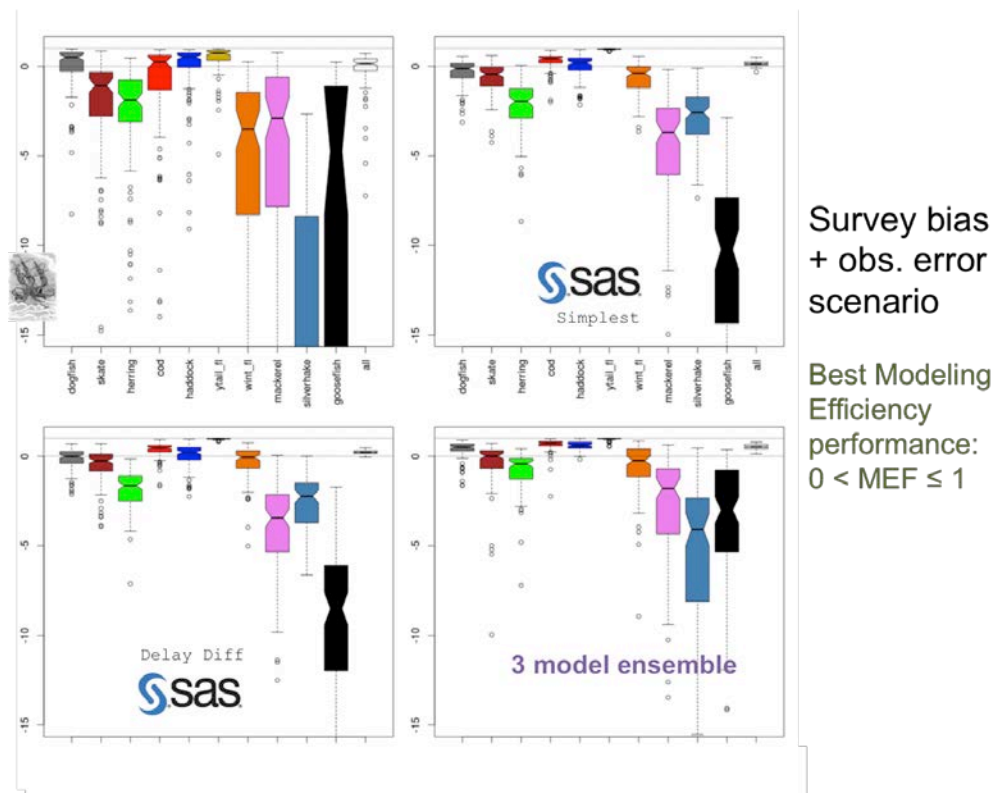 0
-5
-10
-15
dogfish
skate
herring
cod
haddock
ytail_fl
wint_fl
mackerel
silverhake
goosefish
all
0
-5
-10
-15
sas
Simplest
dogfish
skate
herring
cod
haddock
ytail_fl
wint_fl
mackerel
silverhake
goosefish
all
Survey bias
+ obs. error
scenario
Best Modeling
Efficiency
performance:
0 < MEF ≤ 1
0
-5
-10
-15
Delay Diff
sas
0
-5
-10
-15
3 model ensemble